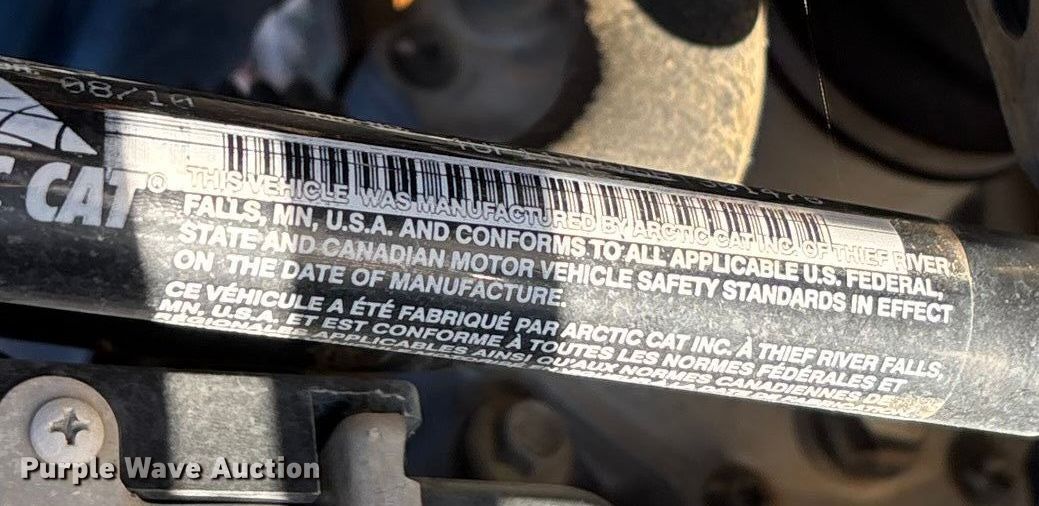 08/10
CAT®
THIS VEHICLE WAS MANUFACTURED BY ARCTIC CAT INC. OF THIEF RIVER
FALLS, MN, U.S.A. AND CONFORMS TO ALL APPLICABLE U.S. FEDERAL,
STATE AND CANADIAN MOTOR VEHICLE SAFETY STANDARDS IN EFFECT
ON THE DATE OF MANUFACTURE.
CE VÉHICULE A ÉTÉ FABRIQUÉ PAR ARCTIC CAT INC. À THIEF RIVER FALLS,
MN, U.S.A. ET EST CONFORME À TOUTES LES NORMES FÉDÉRALES ET
RÉGIONALES APPLICABLES AINSI QU'AUX NORMES CANADIENNES DE
Purple Wave Auction